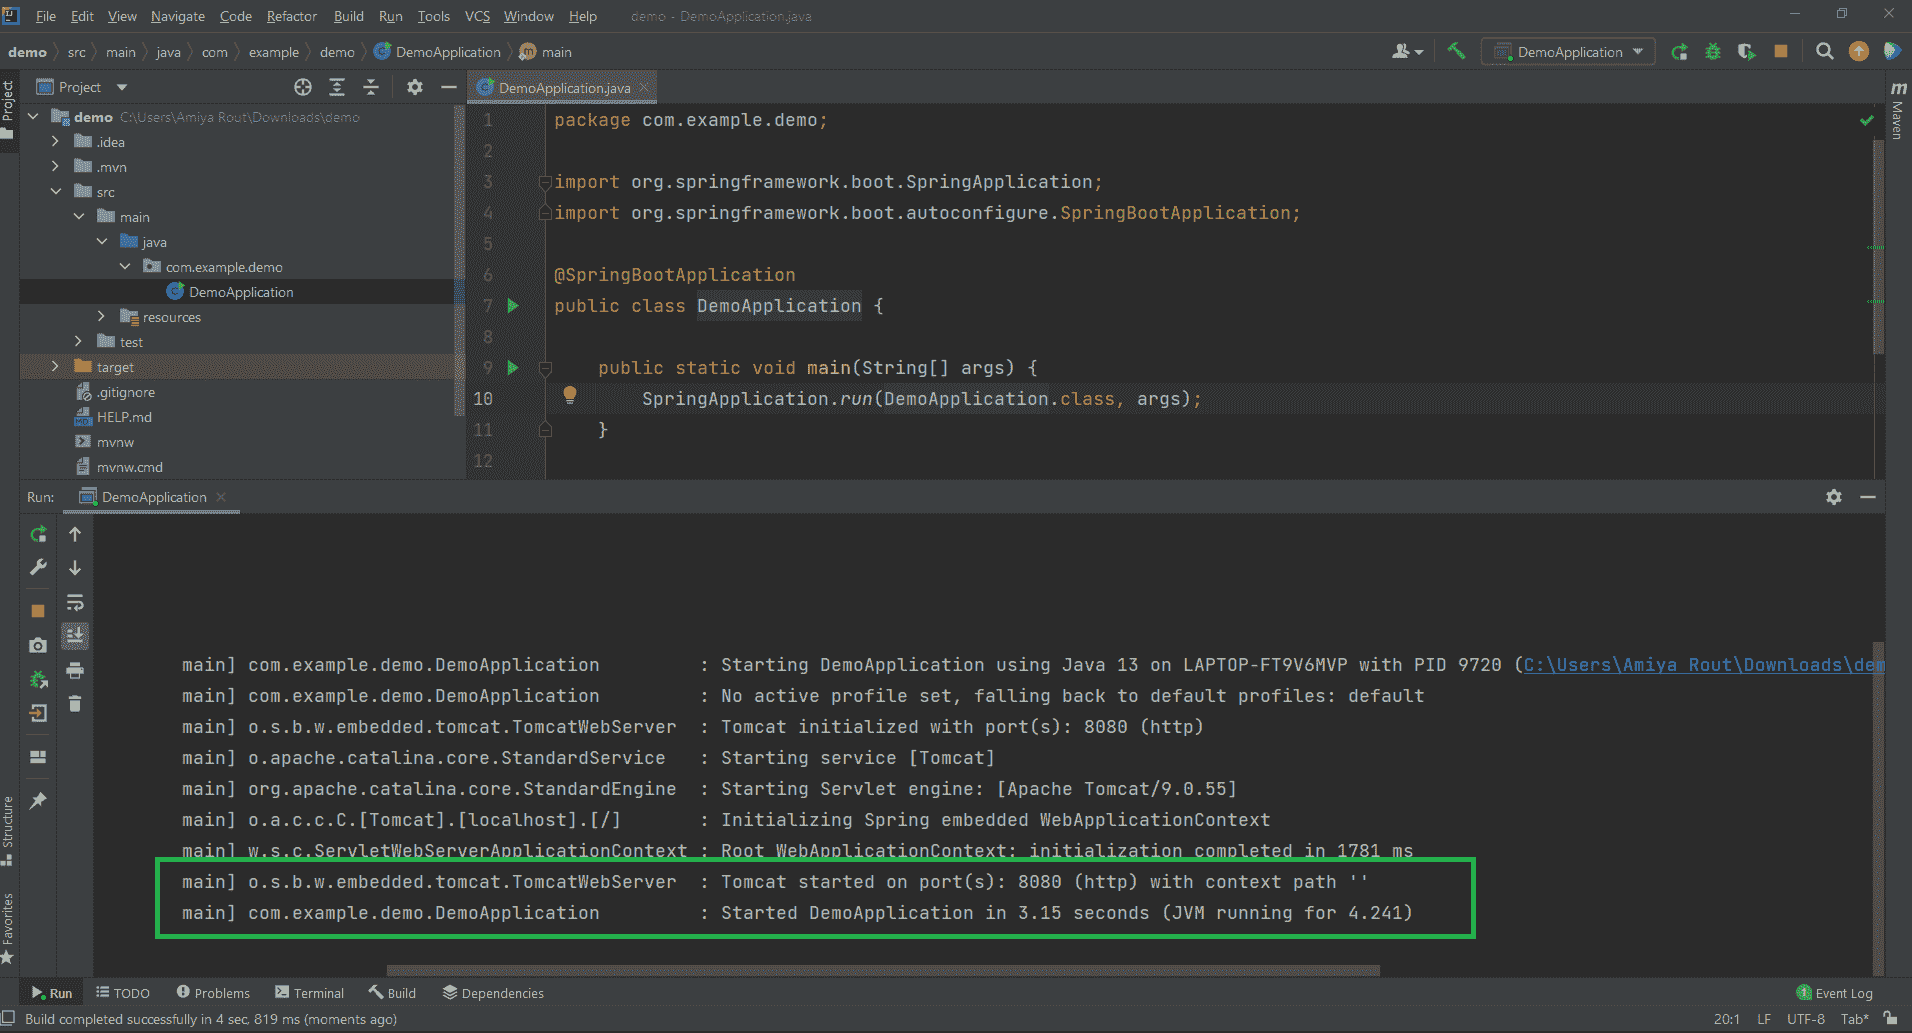 File Edit View Navigate Code Refactor Build Run Tools VCS Window Help demo - DemoApplication.java
demo src main java com example demo DemoApplication main
DemoApplication
Project
DemoApplication.java
Project
Maven
demo C:\Users\Amiya Rout\Downloads\demo
.idea
.mvn
src
main
java
com.example.demo
DemoApplication
resources
test
target
.gitignore
HELP.md
mvnw
mvnw.cmd
1 package com.example.demo;
2
3 import org.springframework.boot.SpringApplication;
4 import org.springframework.boot.autoconfigure.SpringBootApplication;
5
6 @SpringBootApplication
7 public class DemoApplication {
8
9 public static void main(String[] args) {
10 SpringApplication.run(DemoApplication.class, args);
11 }
12
Run: DemoApplication
main] com.example.demo.DemoApplication : Starting DemoApplication using Java 13 on LAPTOP-FT9V6MVP with PID 9720 (C:\Users\Amiya Rout\Downloads\dem
main] com.example.demo.DemoApplication : No active profile set, falling back to default profiles: default
main] o.s.b.w.embedded.tomcat.TomcatWebServer : Tomcat initialized with port(s): 8080 (http)
main] o.apache.catalina.core.StandardService : Starting service [Tomcat]
main] org.apache.catalina.core.StandardEngine : Starting Servlet engine: [Apache Tomcat/9.0.55]
main] o.a.c.c.C.[Tomcat].[localhost].[/] : Initializing Spring embedded WebApplicationContext
main] w.s.c.ServletWebServerApplicationContext : Root WebApplicationContext: initialization completed in 1781 ms
main] o.s.b.w.embedded.tomcat.TomcatWebServer : Tomcat started on port(s): 8080 (http) with context path ''
main] com.example.demo.DemoApplication : Started DemoApplication in 3.15 seconds (JVM running for 4.241)
Structure
Favorites
Run TODO Problems Terminal Build Dependencies 1 Event Log
Build completed successfully in 4 sec, 819 ms (moments ago) 20:1 LF UTF-8 Tab*